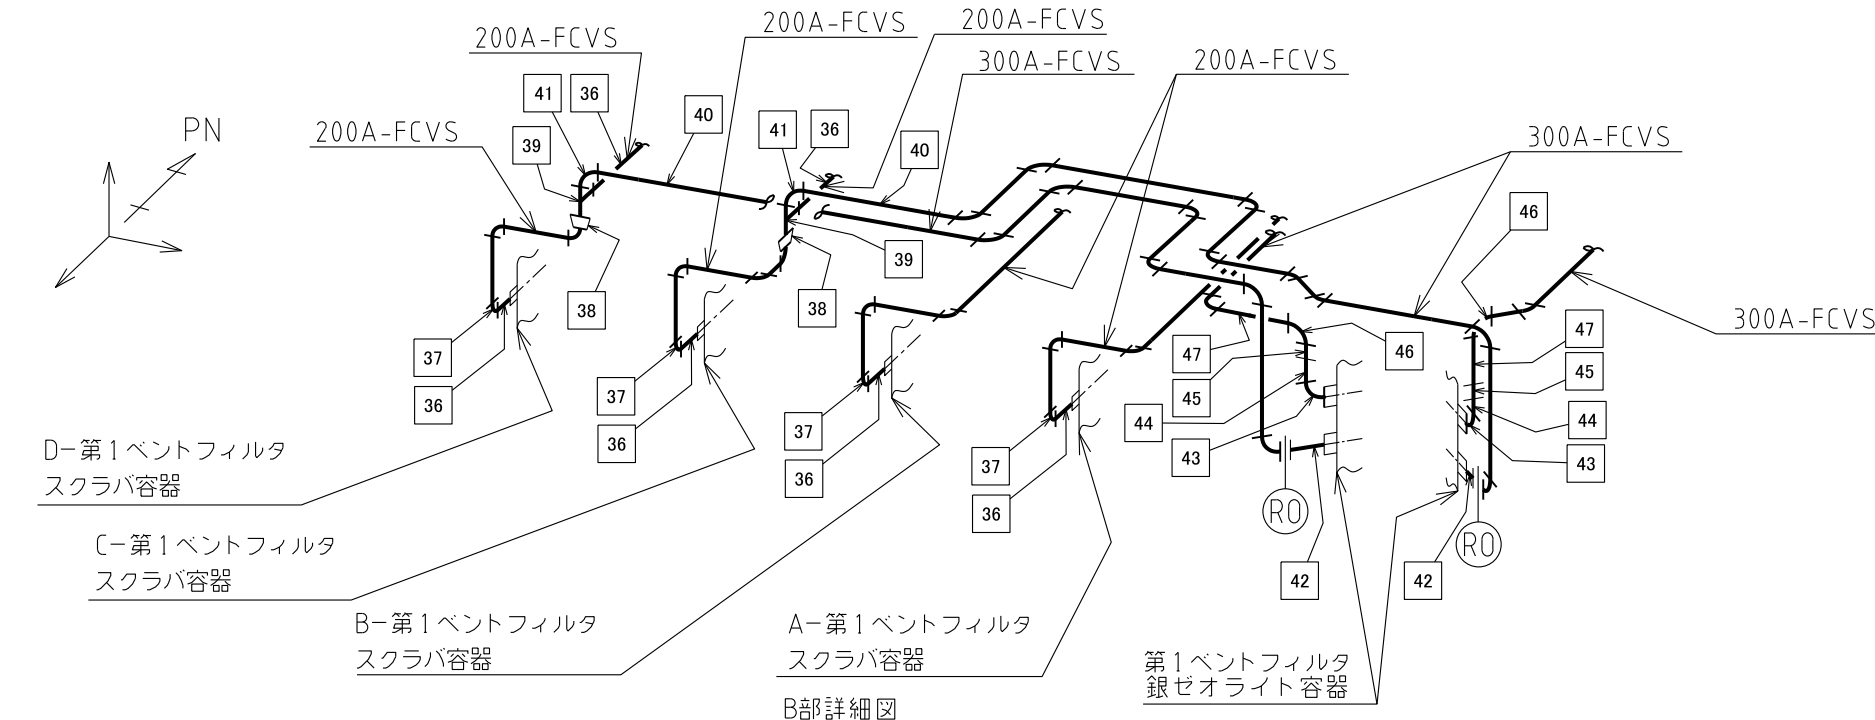 200A-FCVS
200A-FCVS
200A-FCVS
300A-FCVS
200A-FCVS
PN
200A-FCVS
300A-FCVS
300A-FCVS
41
36
40
39
41
36
40
46
38
39
38
47
46
45
44
43
47
45
44
43
37
36
37
36
37
36
37
36
RO
RO
42
42
D-第1ベントフィルタ
スクラバ容器
C-第1ベントフィルタ
スクラバ容器
B-第1ベントフィルタ
スクラバ容器
A-第1ベントフィルタ
スクラバ容器
第1ベントフィルタ
銀ゼオライト容器
B部詳細図